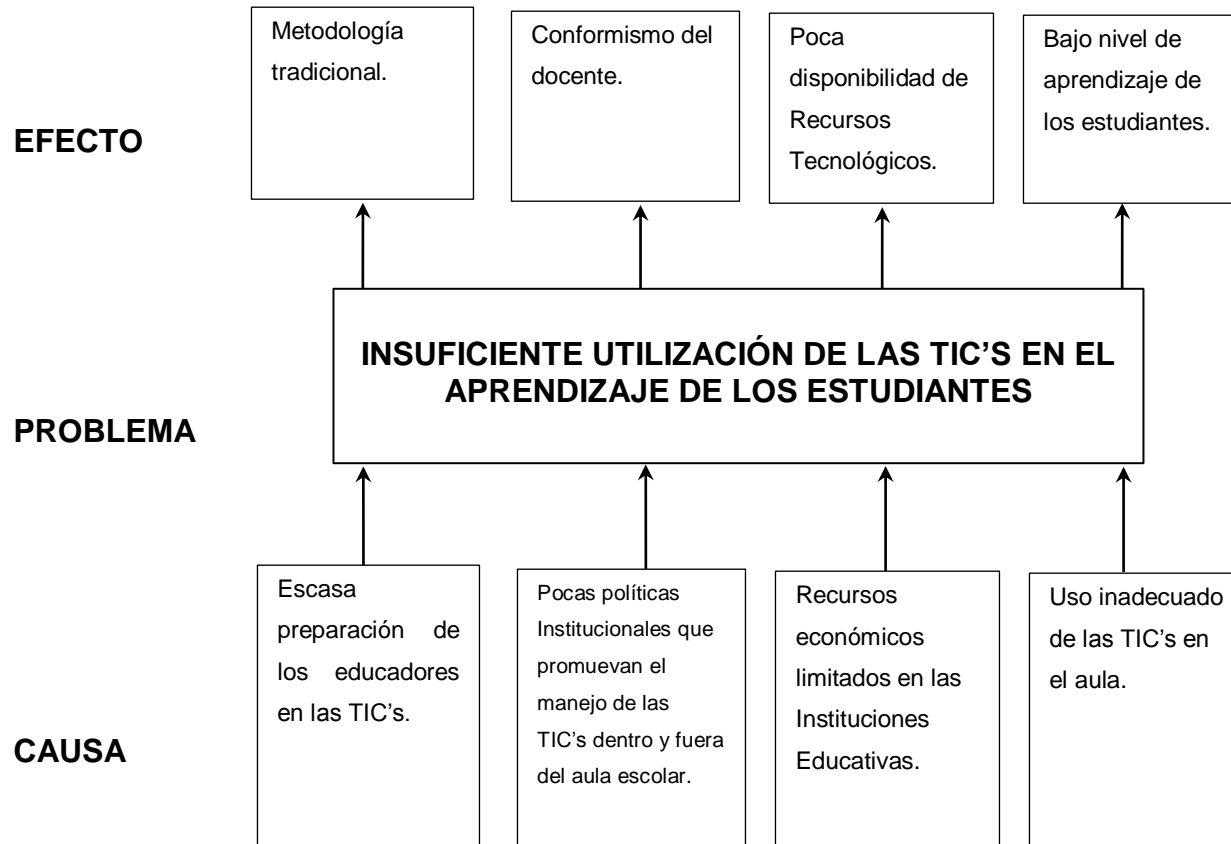 EFECTO
Metodología
tradicional.
Conformismo del
docente.
Poca
disponibilidad de
Recursos
Tecnológicos.
Bajo nivel de
aprendizaje de
los estudiantes.
PROBLEMA
INSUFICIENTE UTILIZACIÓN DE LAS TIC’S EN EL
APRENDIZAJE DE LOS ESTUDIANTES
CAUSA
Escasa
preparación de
los educadores
en las TIC’s.
Pocas políticas
Institucionales que
promuevan el
manejo de las
TIC’s dentro y fuera
del aula escolar.
Recursos
económicos
limitados en las
Instituciones
Educativas.
Uso inadecuado
de las TIC’s en
el aula.